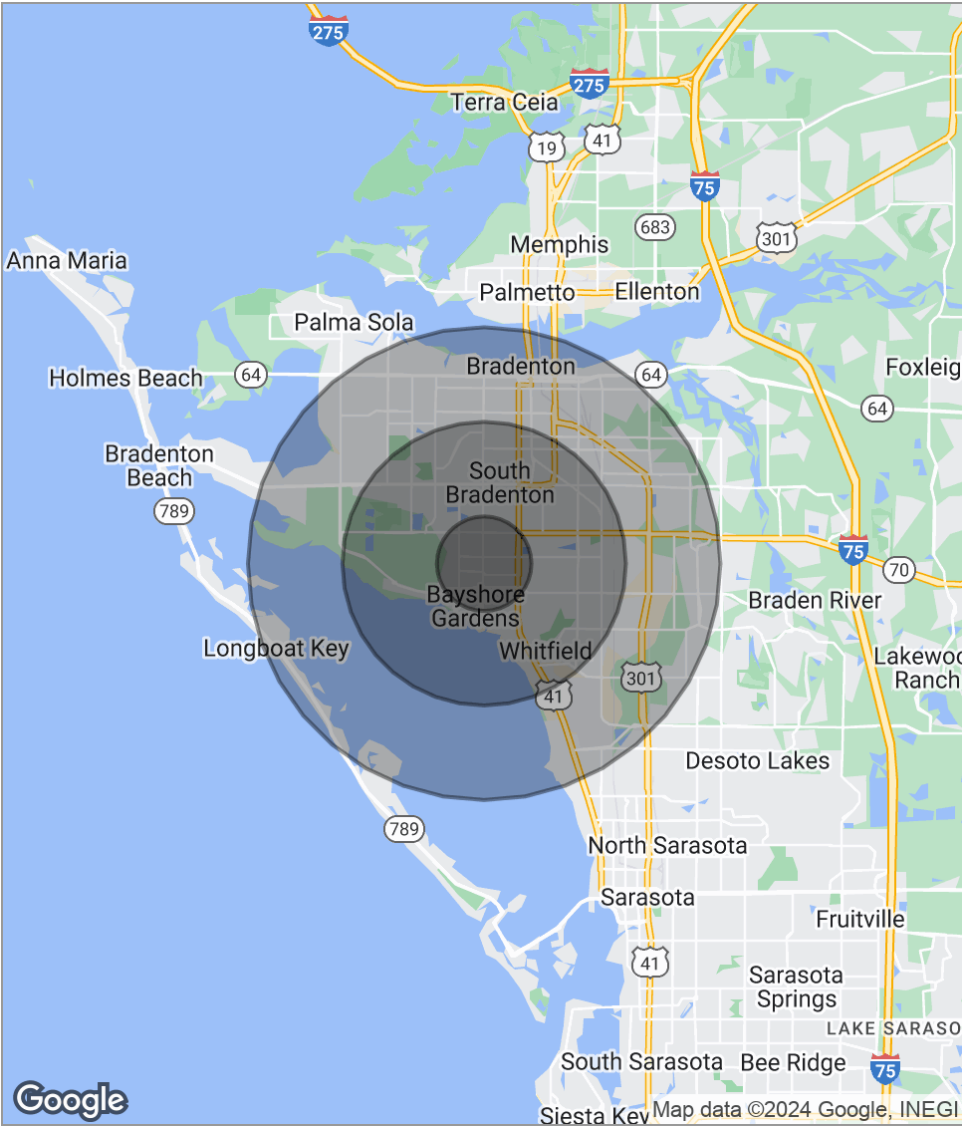 275
275
Terra Ceia
19
41
75
683
301
Memphis
Anna Maria
Palmetto
Ellenton
Palma Sola
Bradenton
64
64
Foxleig
Holmes Beach
64
Bradenton
Beach
South
Bradenton
789
75
70
Bayshore
Gardens
Braden River
Longboat Key
Whitfield
Lakewoo
Ranch
301
41
Desoto Lakes
789
North Sarasota
Sarasota
Fruitville
41
Sarasota
Springs
LAKE SARASO
South Sarasota
Bee Ridge
75
Google
Siesta Key
Map data ©2024 Google, INEGI